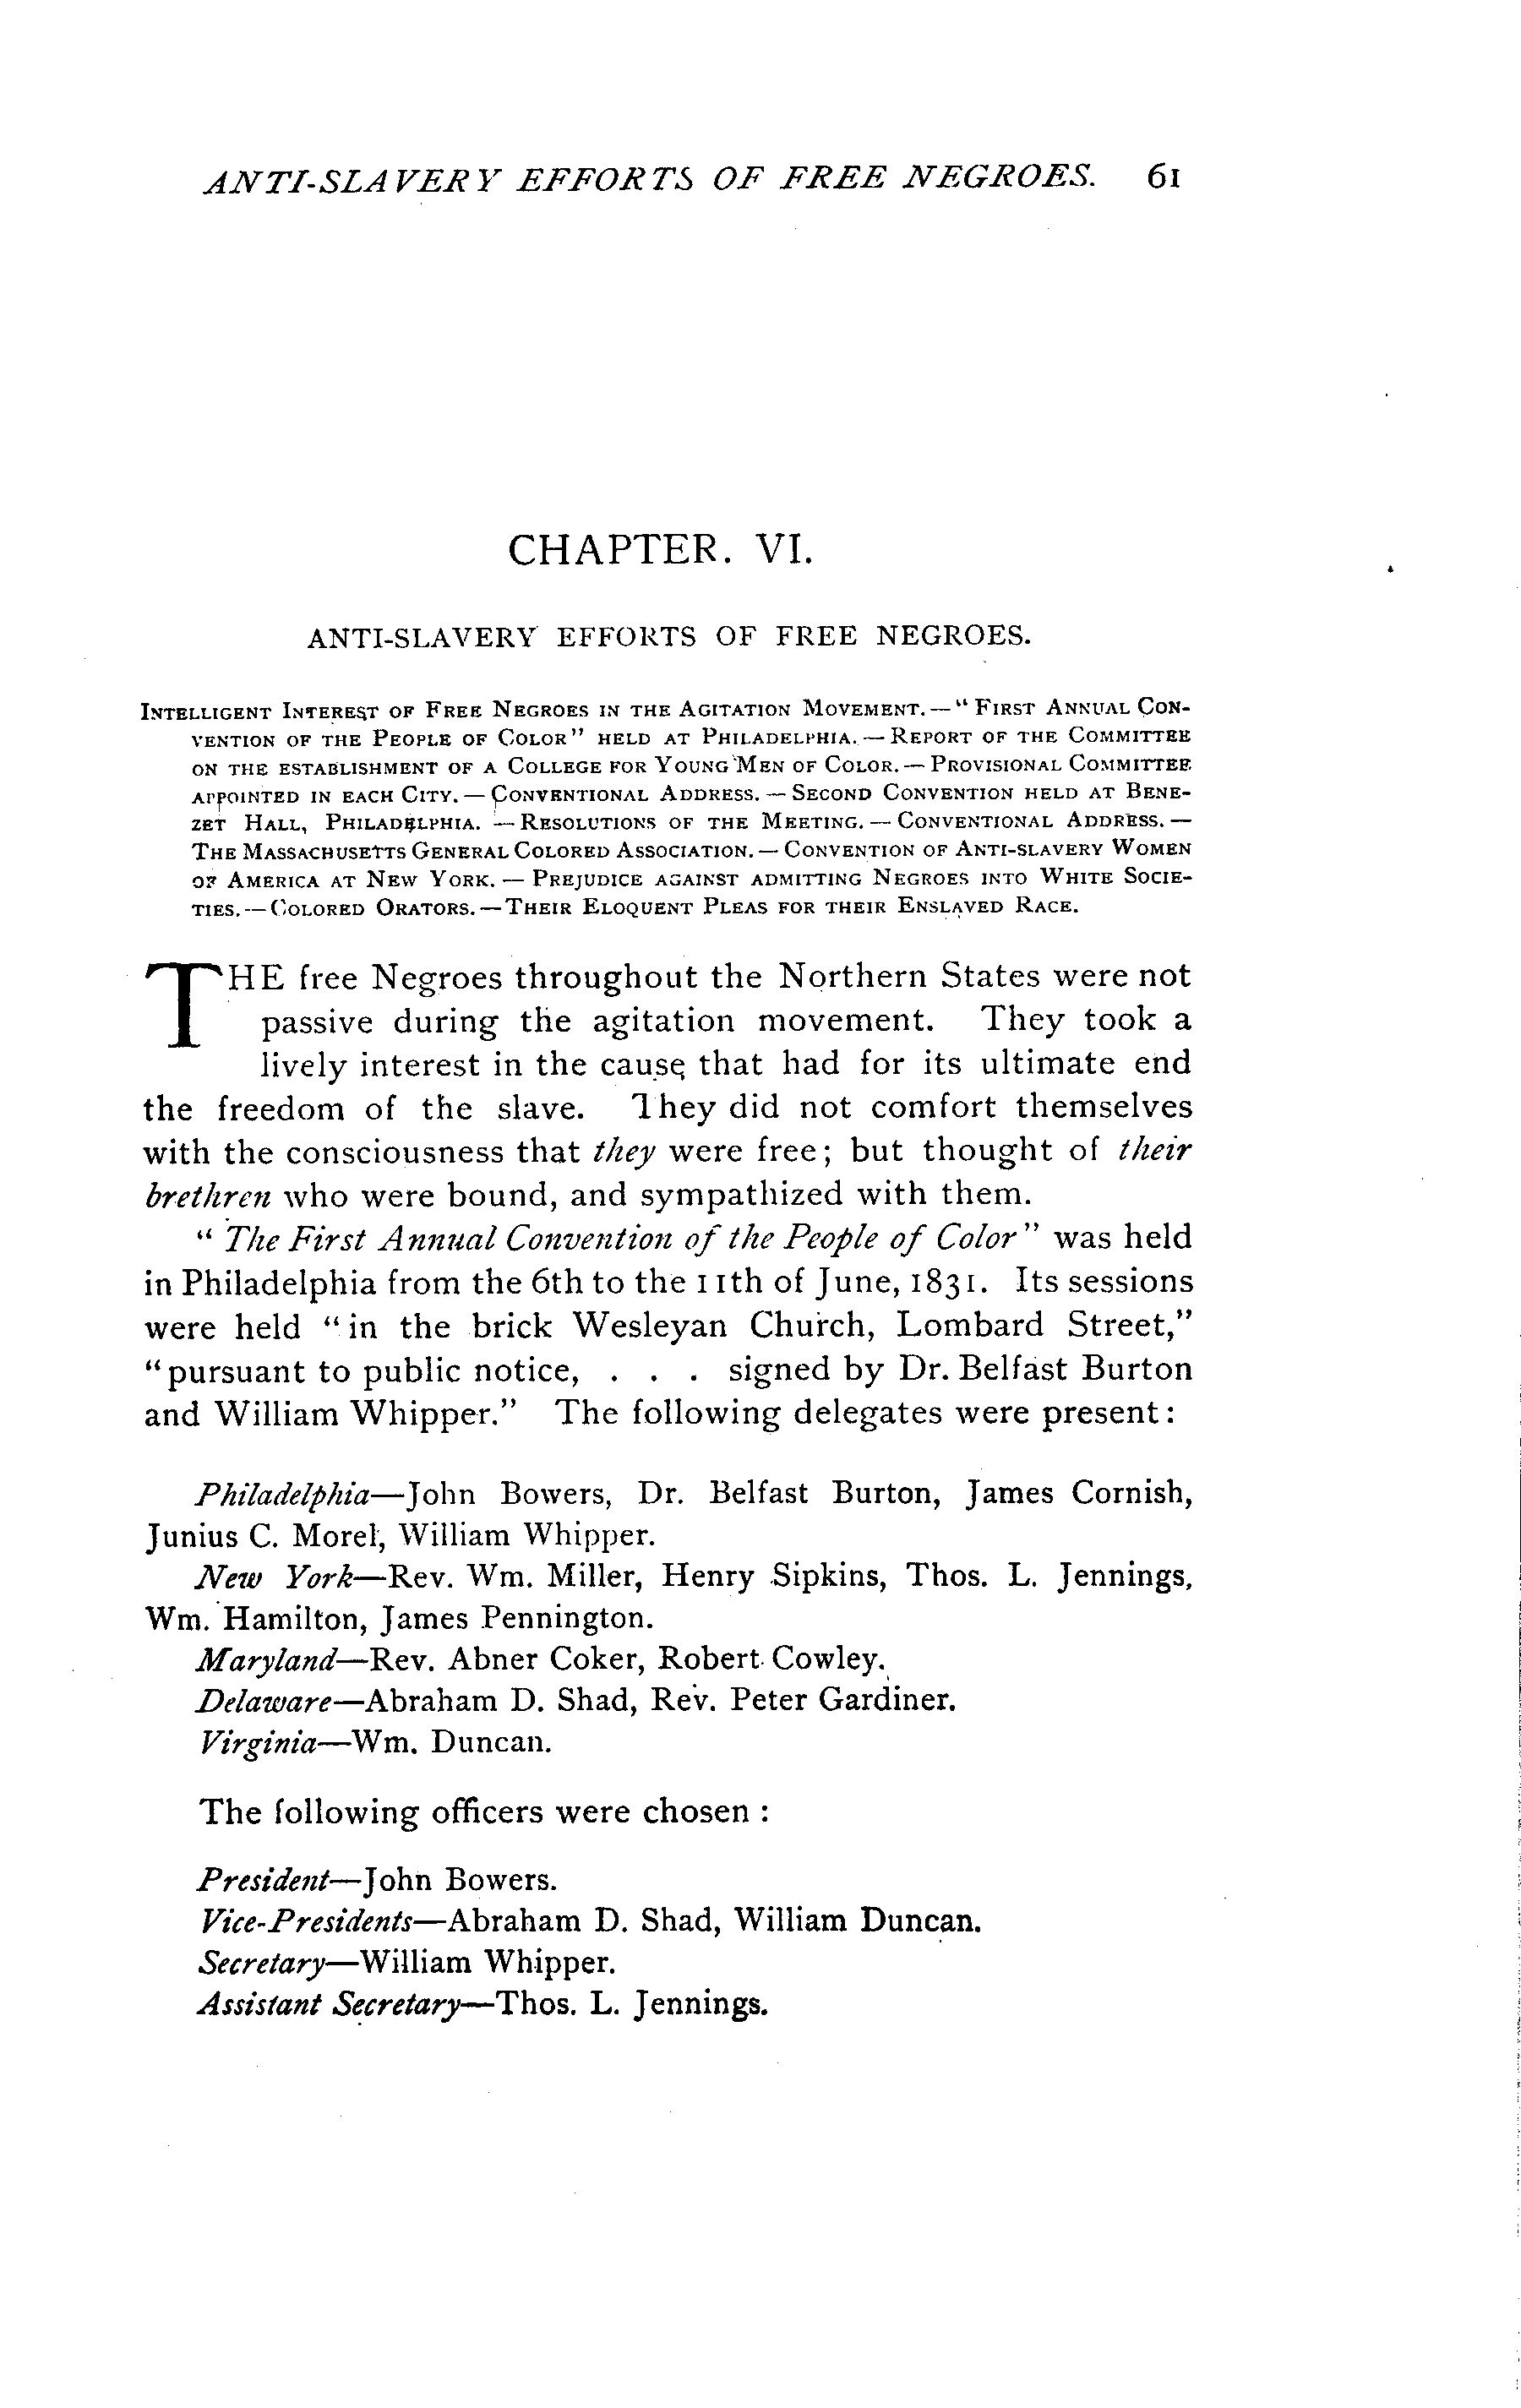 ANTI-SLAVERY EFFORTS OF FREE NEGROES. 61
CHAPTER. VI.
ANTI-SLAVERY EFFORTS OF FREE NEGROES.
INTELLIGENT INTEREST OF FREE NEGROES IN THE AGITATION MOVEMENT. — "FIRST ANNUAL CON-
VENTION OF THE PEOPLE OF COLOR" HELD AT PHILADELPHIA. — REPORT OF THE COMMITTEE
ON THE ESTABLISHMENT OF A COLLEGE FOR YOUNG MEN OF COLOR. — PROVISIONAL COMMITTEE
APPOINTED IN EACH CITY. — CONVENTIONAL ADDRESS. — SECOND CONVENTION HELD AT BENE-
ZET HALL, PHILADELPHIA. — RESOLUTIONS OF THE MEETING. — CONVENTIONAL ADDRESS. —
THE MASSACHUSETTS GENERAL COLORED ASSOCIATION. — CONVENTION OF ANTI-SLAVERY WOMEN
OF AMERICA AT NEW YORK. — PREJUDICE AGAINST ADMITTING NEGROES INTO WHITE SOCIE-
TIES. — COLORED ORATORS. — THEIR ELOQUENT PLEAS FOR THEIR ENSLAVED RACE.
THE free Negroes throughout the Northern States were not
passive during the agitation movement. They took a
lively interest in the cause that had for its ultimate end
the freedom of the slave. They did not comfort themselves
with the consciousness that they were free; but thought of their
brethren who were bound, and sympathized with them.
"The First Annual Convention of the People of Color" was held
in Philadelphia from the 6th to the 11th of June, 1831. Its sessions
were held "in the brick Wesleyan Church, Lombard Street,"
"pursuant to public notice, . . . signed by Dr. Belfast Burton
and William Whipper." The following delegates were present:
Philadelphia—John Bowers, Dr. Belfast Burton, James Cornish,
Junius C. Morel, William Whipper.
New York—Rev. Wm. Miller, Henry Sipkins, Thos. L. Jennings,
Wm. Hamilton, James Pennington.
Maryland—Rev. Abner Coker, Robert Cowley.
Delaware—Abraham D. Shad, Rev. Peter Gardiner.
Virginia—Wm. Duncan.
The following officers were chosen:
President—John Bowers.
Vice-Presidents—Abraham D. Shad, William Duncan.
Secretary—William Whipper.
Assistant Secretary—Thos. L. Jennings.